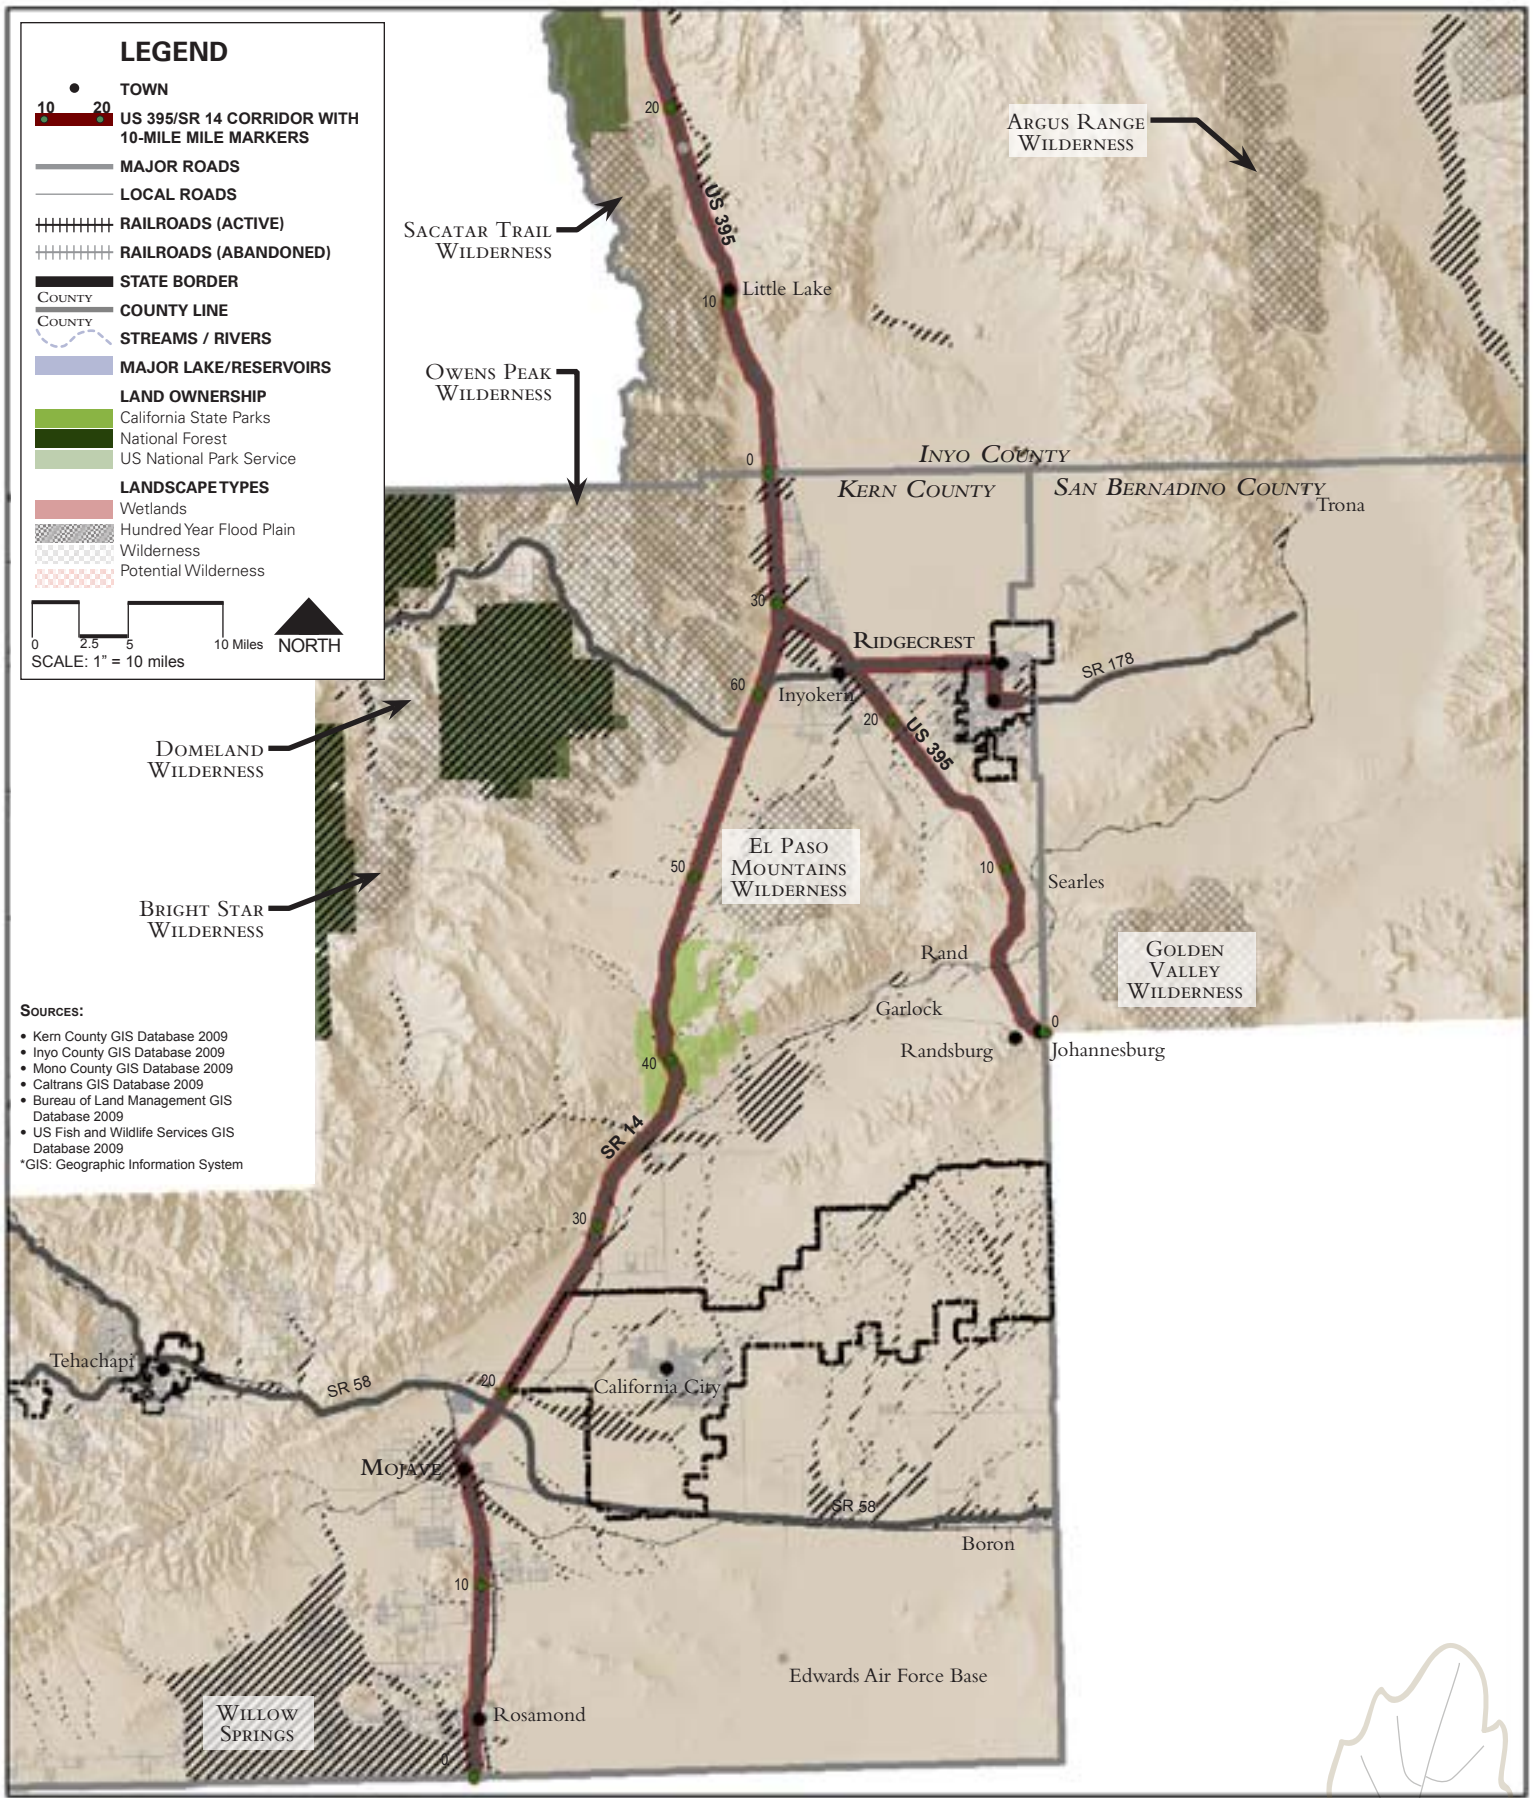 LEGEND
TOWN
10 20
US 395/SR 14 CORRIDOR WITH
10-MILE MILE MARKERS
MAJOR ROADS
LOCAL ROADS
RAILROADS (ACTIVE)
RAILROADS (ABANDONED)
STATE BORDER
COUNTY
COUNTY LINE
COUNTY
STREAMS / RIVERS
MAJOR LAKE/RESERVOIRS
LAND OWNERSHIP
California State Parks
National Forest
US National Park Service
LANDSCAPE TYPES
Wetlands
Hundred Year Flood Plain
Wilderness
Potential Wilderness
0 2.5 5 10 Miles
NORTH
SCALE: 1" = 10 miles
20
ARGUS RANGE
WILDERNESS
US 395
SACATAR TRAIL
WILDERNESS
Little Lake
10
OWENS PEAK
WILDERNESS
0
INYO COUNTY
KERN COUNTY
SAN BERNADINO COUNTY
Trona
30
RIDGECREST
SR 178
60
Inyokern
20
US 395
DOMELAND
WILDERNESS
EL PASO
MOUNTAINS
WILDERNESS
50
10
Searles
BRIGHT STAR
WILDERNESS
Rand
GOLDEN
VALLEY
WILDERNESS
Garlock
0
Randsburg
Johannesburg
40
SOURCES:
• Kern County GIS Database 2009
• Inyo County GIS Database 2009
• Mono County GIS Database 2009
• Caltrans GIS Database 2009
• Bureau of Land Management GIS
Database 2009
• US Fish and Wildlife Services GIS
Database 2009
*GIS: Geographic Information System
SR 14
30
Tehachapi
SR 58
20
California City
MOJAVE
SR 58
Boron
10
Edwards Air Force Base
WILLOW
SPRINGS
Rosamond
0